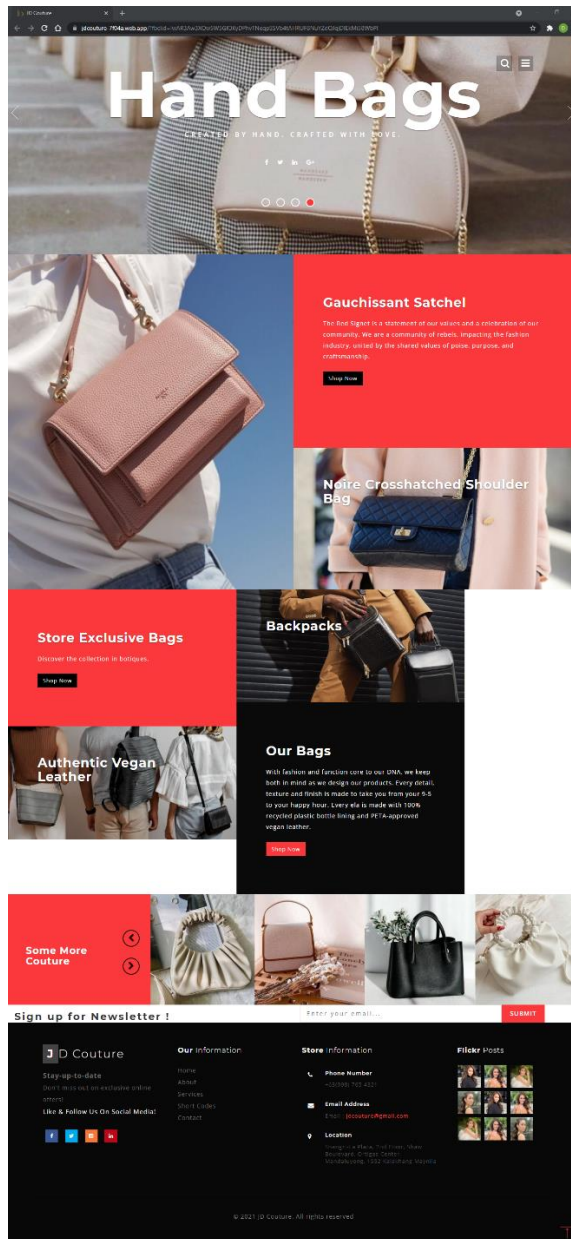 JD Couture
Hand Bags
CREATED BY HAND, CRAFTED WITH LOVE.
Gauchissant Satchel
The Red Signet is a statement of our values and a celebration of our
community. We are a community of rebels, impacting the fashion
industry, united by the shared values of poise, purpose, and
craftsmanship.
Shop Now
Noire Crosshatched Shoulder
Bag
Store Exclusive Bags
Discover the collection in botiques.
Shop Now
Backpacks
Authentic Vegan
Leather
Our Bags
With fashion and function core to our DNA, we keep
both in mind as we design our products. Every detail,
texture and finish is made to take you from your 9-5
to your happy hour. Every ela is made with 100%
recycled plastic bottle lining and PETA-approved
vegan leather.
Shop Now
Some More
Couture
Sign up for Newsletter !
Enter your email...
SUBMIT
JD Couture
Stay-up-to-date
Don't miss out on exclusive online
offers!
Like & Follow Us On Social Media!
Our Information
Home
About
Services
Short Codes
Contact
Store Information
Phone Number
Email Address
Email: jdcouture@gmail.com
Location
Flickr Posts
© 2021 JD Couture. All rights reserved